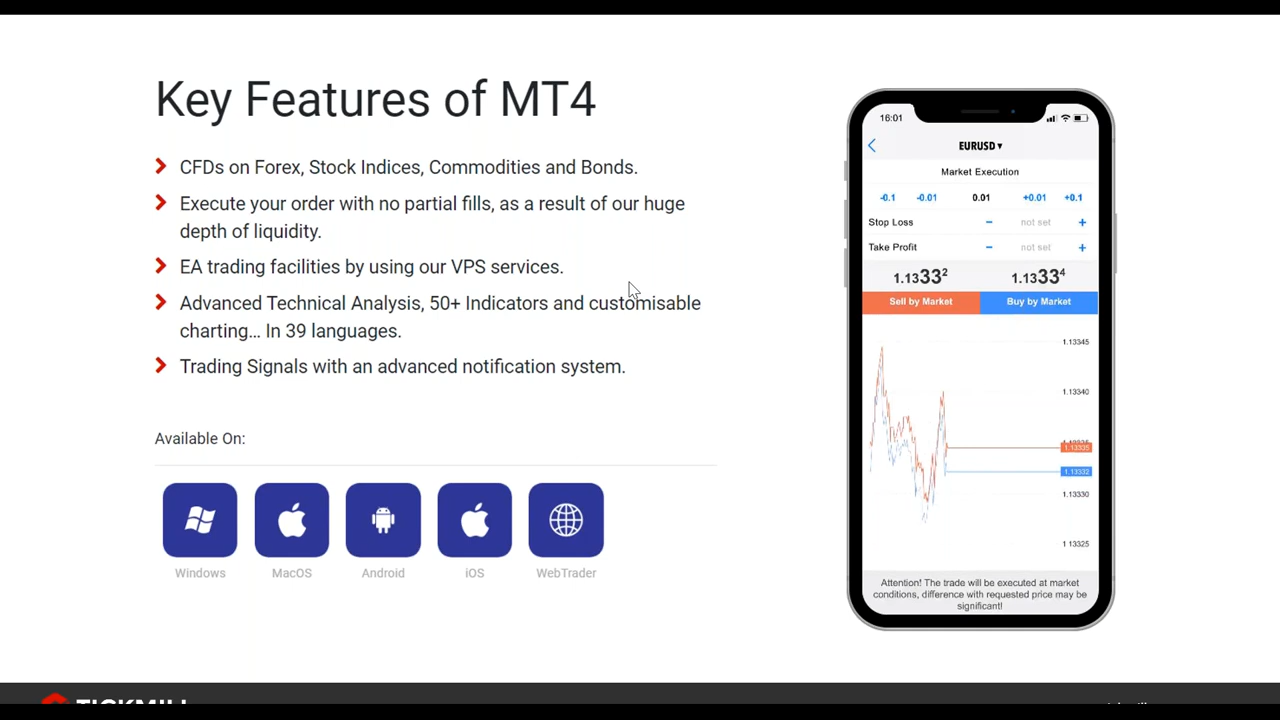 Key Features of MT4
CFDs on Forex, Stock Indices, Commodities and Bonds.
Execute your order with no partial fills, as a result of our huge
depth of liquidity.
EA trading facilities by using our VPS services.
Advanced Technical Analysis, 50+ Indicators and customisable
charting... In 39 languages.
Trading Signals with an advanced notification system.
Available On:
Windows MacOS Android iOS WebTrader
16:01
EURUSD▾
Market Execution
-0.1 -0.01 0.01 +0.01 +0.1
Stop Loss − not set +
Take Profit − not set +
1.13332 1.13334
Sell by Market Buy by Market
1.13345
1.13340
1.13335
1.13332
1.13330
1.13325
Attention! The trade will be executed at market
conditions, difference with requested price may be
significant!
TICKMILL